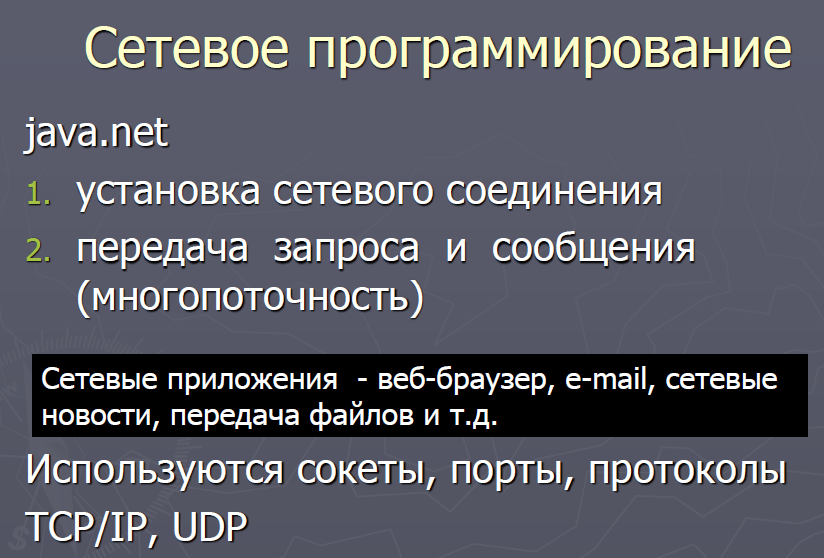 Сетевое программирование
java.net
1. установка сетевого соединения
2. передача запроса и сообщения
(многопоточность)
Сетевые приложения - веб-браузер, e-mail, сетевые
новости, передача файлов и т.д.
Используются сокеты, порты, протоколы
TCP/IP, UDP